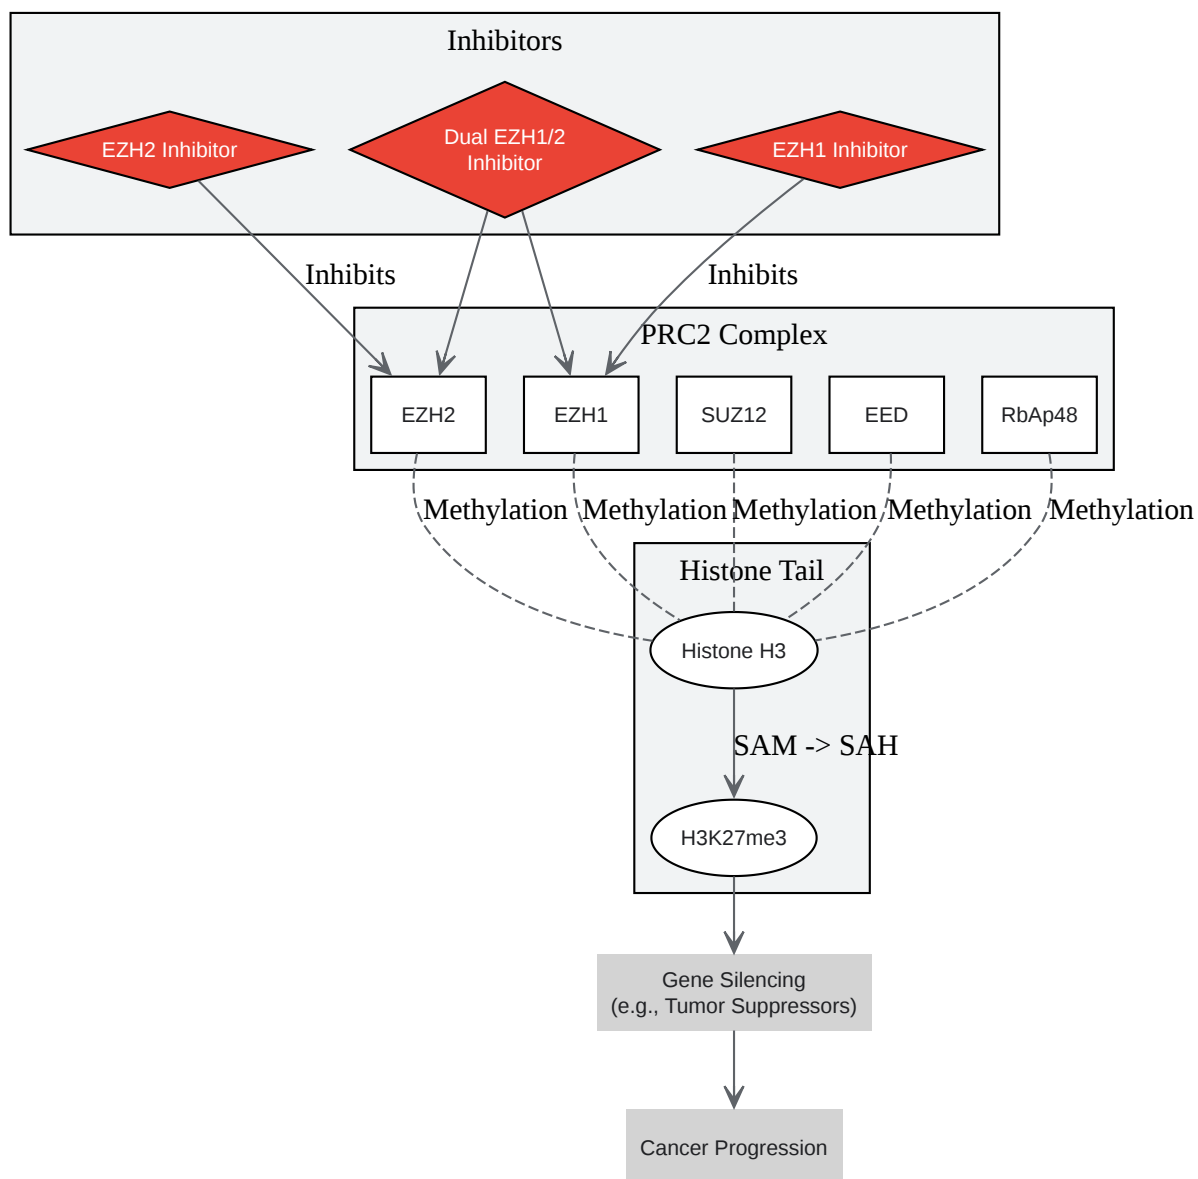 Inhibitors
EZH2 Inhibitor
Dual EZH1/2
Inhibitor
EZH1 Inhibitor
Inhibits
Inhibits
PRC2 Complex
EZH2
EZH1
SUZ12
EED
RbAp48
Methylation
Methylation
Methylation
Methylation
Methylation
Histone Tail
Histone H3
SAM -> SAH
H3K27me3
Gene Silencing
(e.g., Tumor Suppressors)
Cancer Progression